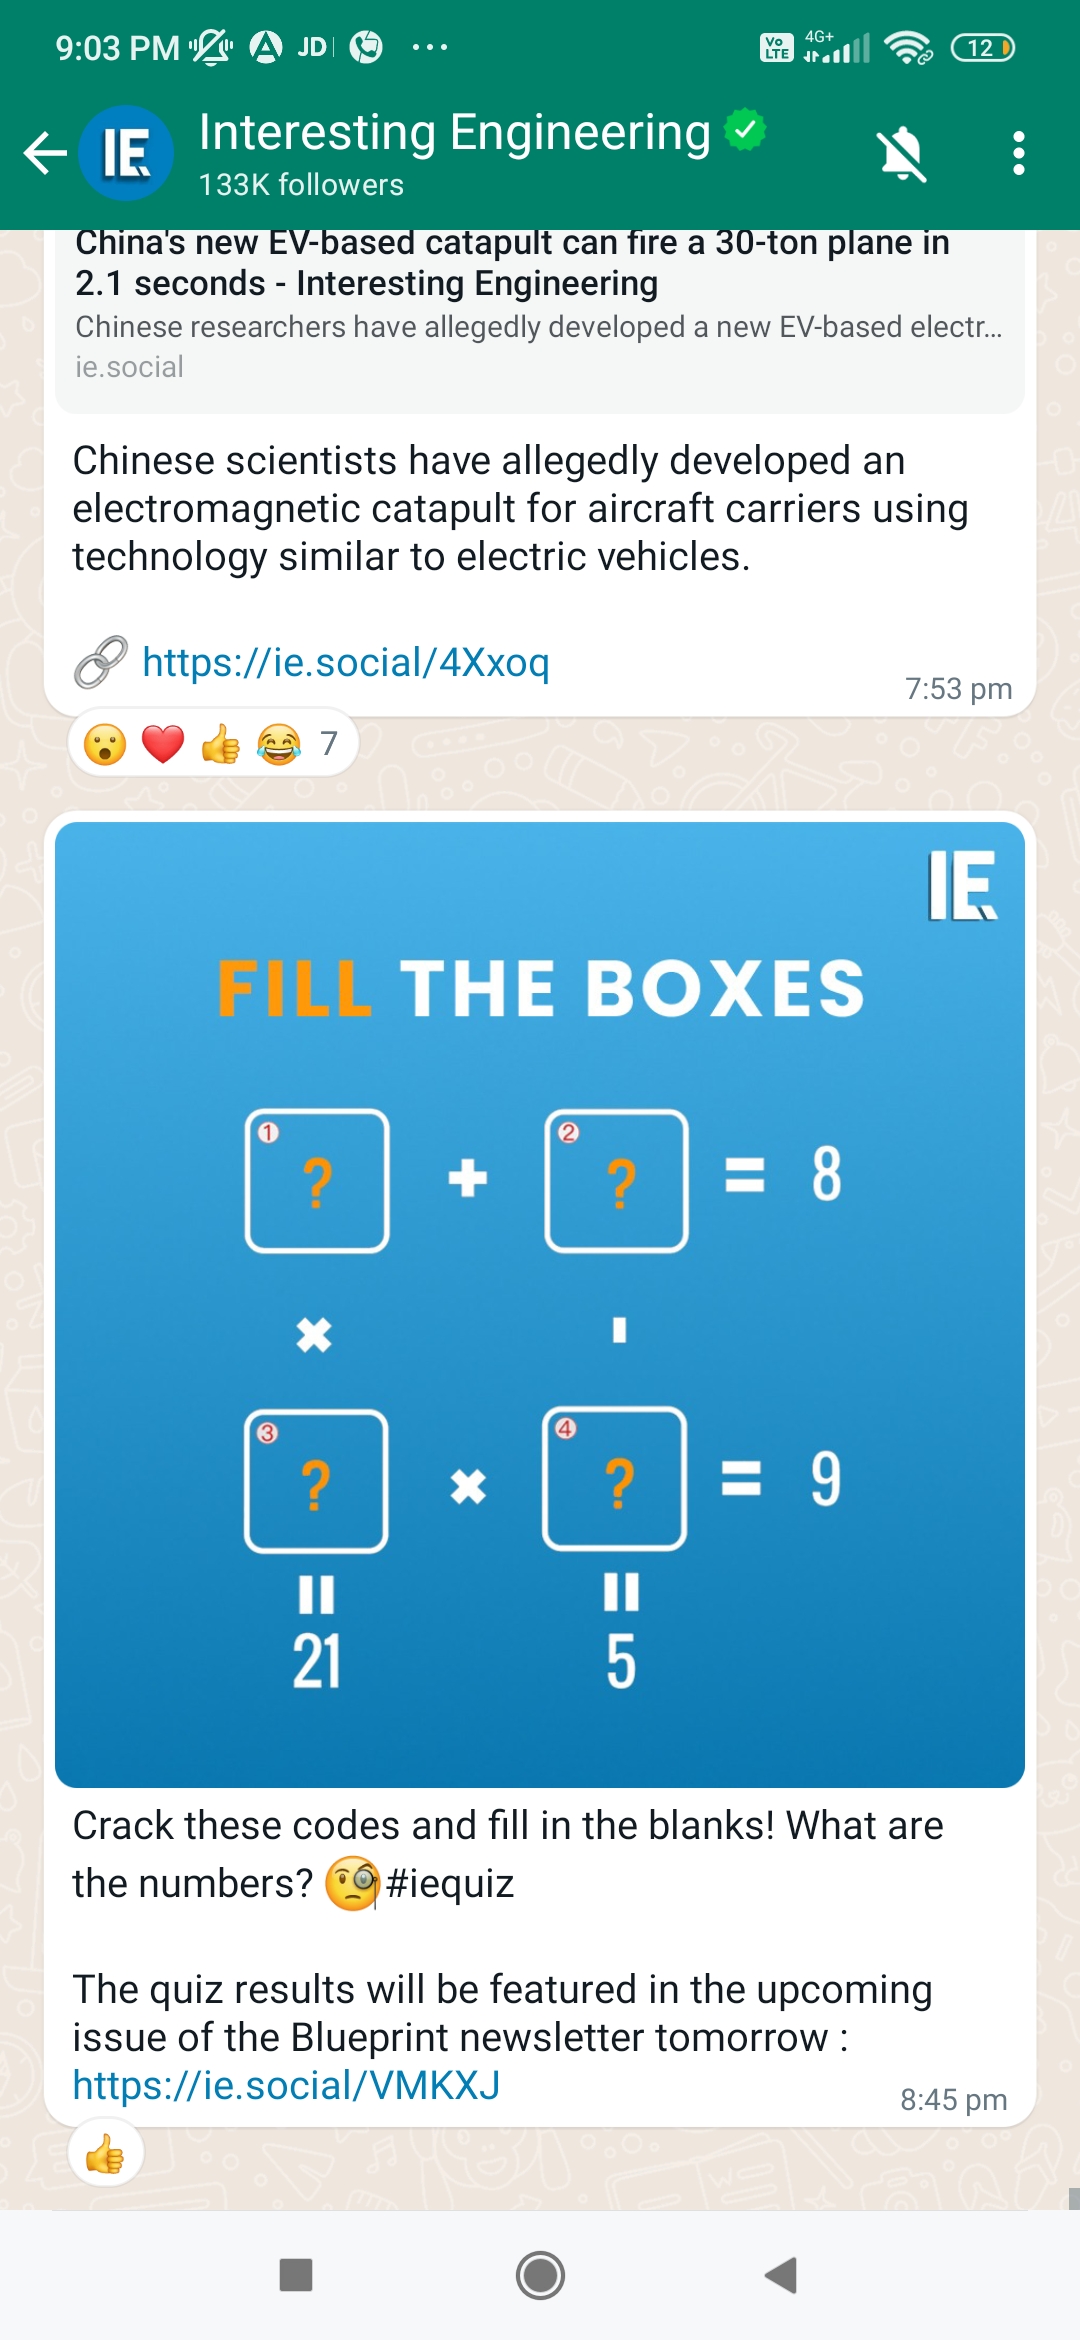 9:03 PM JD 4G+ Vo LTE 12
IE Interesting Engineering
133K followers
China's new EV-based catapult can fire a 30-ton plane in
2.1 seconds - Interesting Engineering
Chinese researchers have allegedly developed a new EV-based electr...
ie.social
Chinese scientists have allegedly developed an
electromagnetic catapult for aircraft carriers using
technology similar to electric vehicles.
https://ie.social/4Xxoq
7:53 pm
7
IE
FILL THE BOXES
1 ? + 2 ? = 8
× -
3 ? × 4 ? = 9
= =
21 5
Crack these codes and fill in the blanks! What are
the numbers? 🧐#iequiz
The quiz results will be featured in the upcoming
issue of the Blueprint newsletter tomorrow :
https://ie.social/VMKXJ
8:45 pm